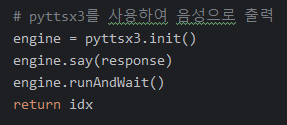 # pyttsx3를 사용하여 음성으로 출력
engine = pyttsx3.init()
engine.say(response)
engine.runAndWait()
return idx